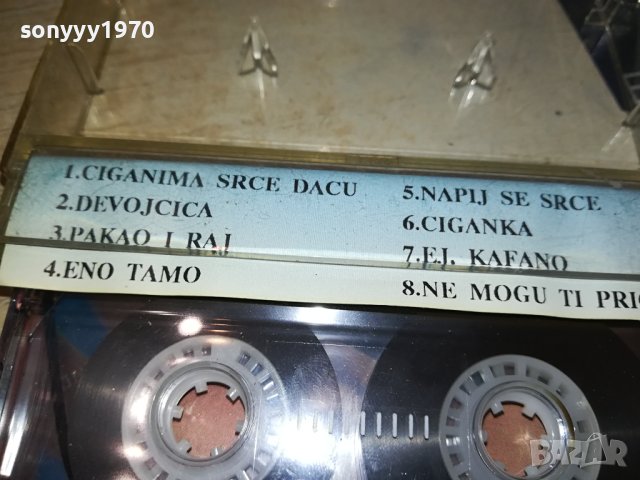 sonyyy1970
1.CIGANIMA SRCE DACU
2.DEVOJCICA
3.PAKAO I RAJ
4.ENO TAMO
5.NAPIJ SE SRCE
6.CIGANKA
7.EJ. KAFANO
8.NE MOGU TI
BAZAR